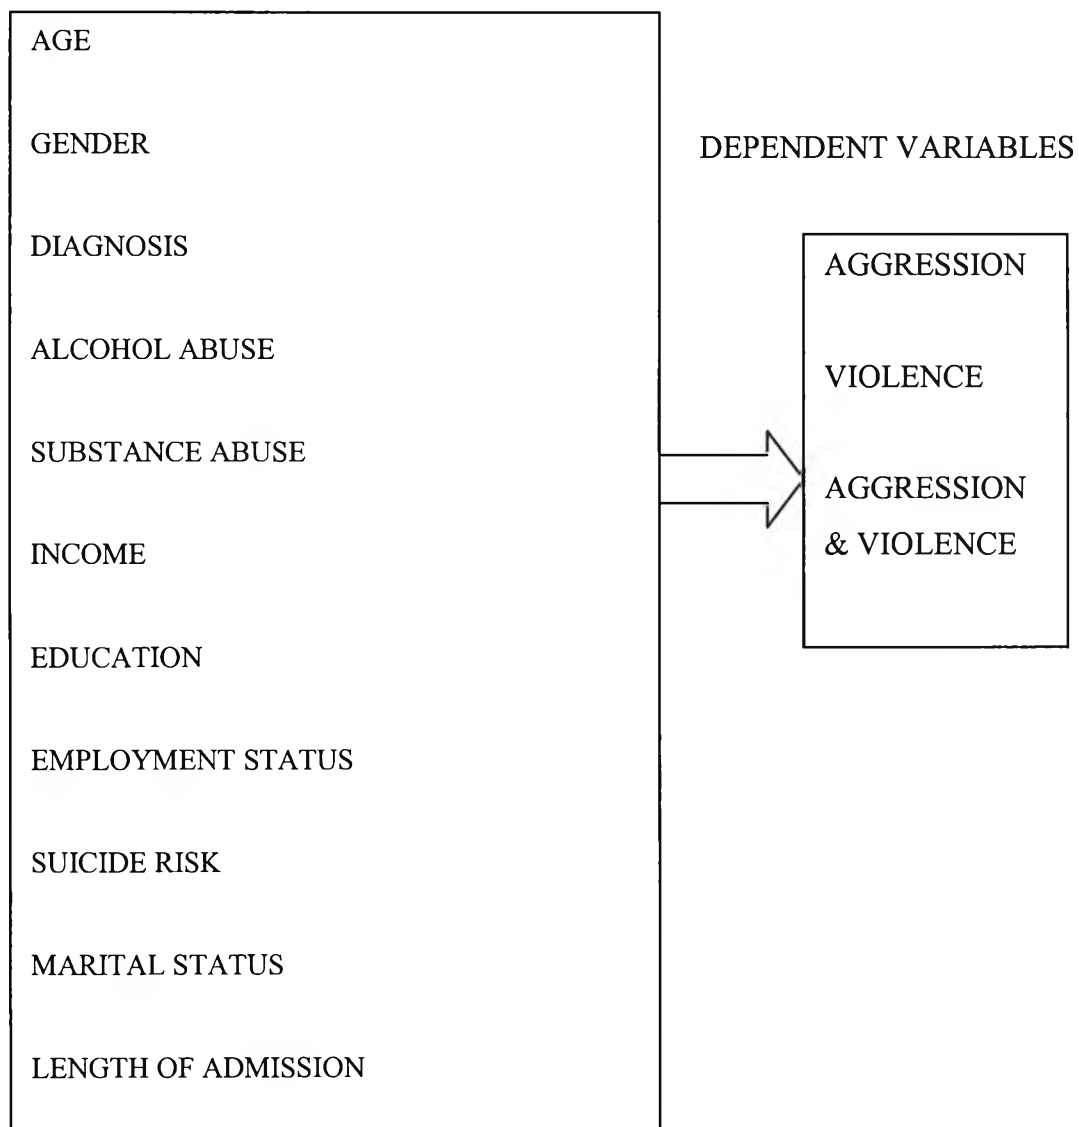 AGE
GENDER
DIAGNOSIS
ALCOHOL ABUSE
SUBSTANCE ABUSE
INCOME
EDUCATION
EMPLOYMENT STATUS
SUICIDE RISK
MARITAL STATUS
LENGTH OF ADMISSION
DEPENDENT VARIABLES
AGGRESSION
VIOLENCE
AGGRESSION
& VIOLENCE